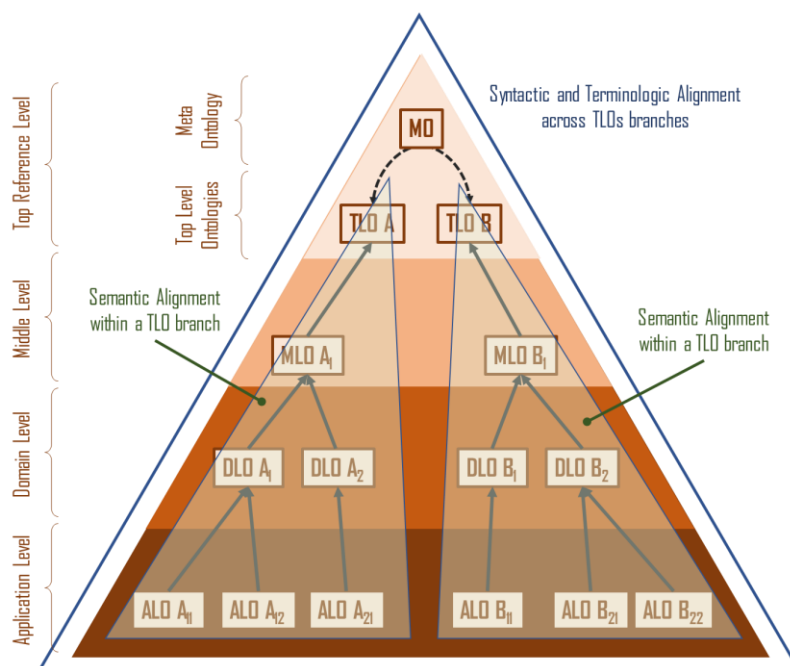 Syntactic and Terminologic Alignment
across TLOs branches
Top Reference Level
Meta
Ontology
Top Level
Ontologies
MO
TLO A
TLO B
Middle Level
Semantic Alignment
within a TLO branch
Semantic Alignment
within a TLO branch
MLO A₁
MLO B₁
Domain Level
DLO A₁
DLO A₂
DLO B₁
DLO B₂
Application Level
ALO A₁₁
ALO A₁₂
ALO A₂₁
ALO B₁₁
ALO B₂₁
ALO B₂₂